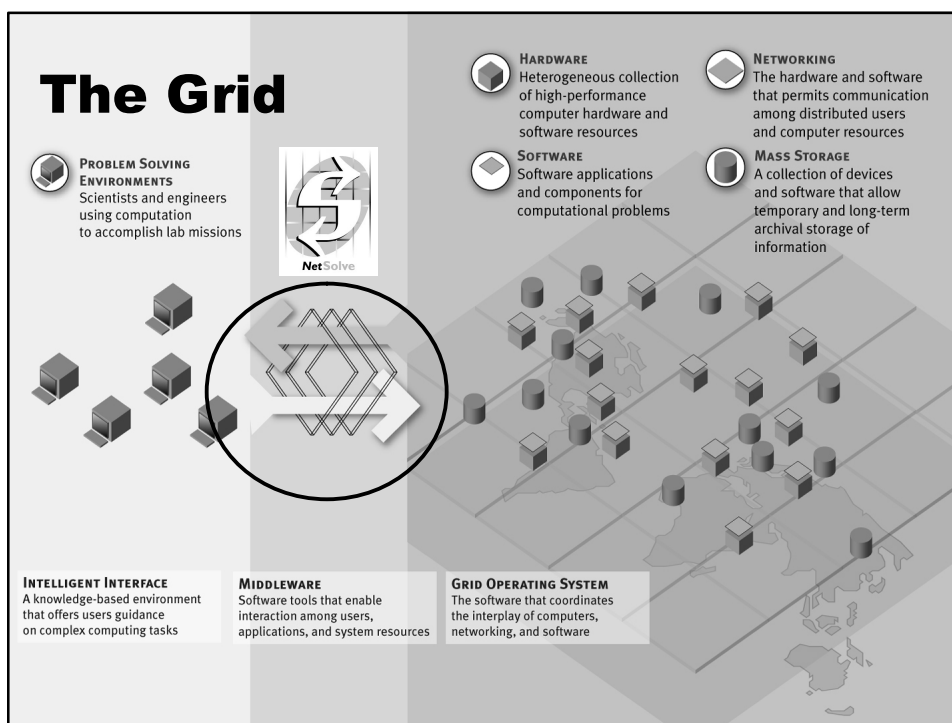 The Grid
PROBLEM SOLVING
ENVIRONMENTS
Scientists and engineers
using computation
to accomplish lab missions
NetSolve
HARDWARE
Heterogeneous collection
of high-performance
computer hardware and
software resources
SOFTWARE
Software applications
and components for
computational problems
NETWORKING
The hardware and software
that permits communication
among distributed users
and computer resources
MASS STORAGE
A collection of devices
and software that allow
temporary and long-term
archival storage of
information
INTELLIGENT INTERFACE
A knowledge-based environment
that offers users guidance
on complex computing tasks
MIDDLEWARE
Software tools that enable
interaction among users,
applications, and system resources
GRID OPERATING SYSTEM
The software that coordinates
the interplay of computers,
networking, and software